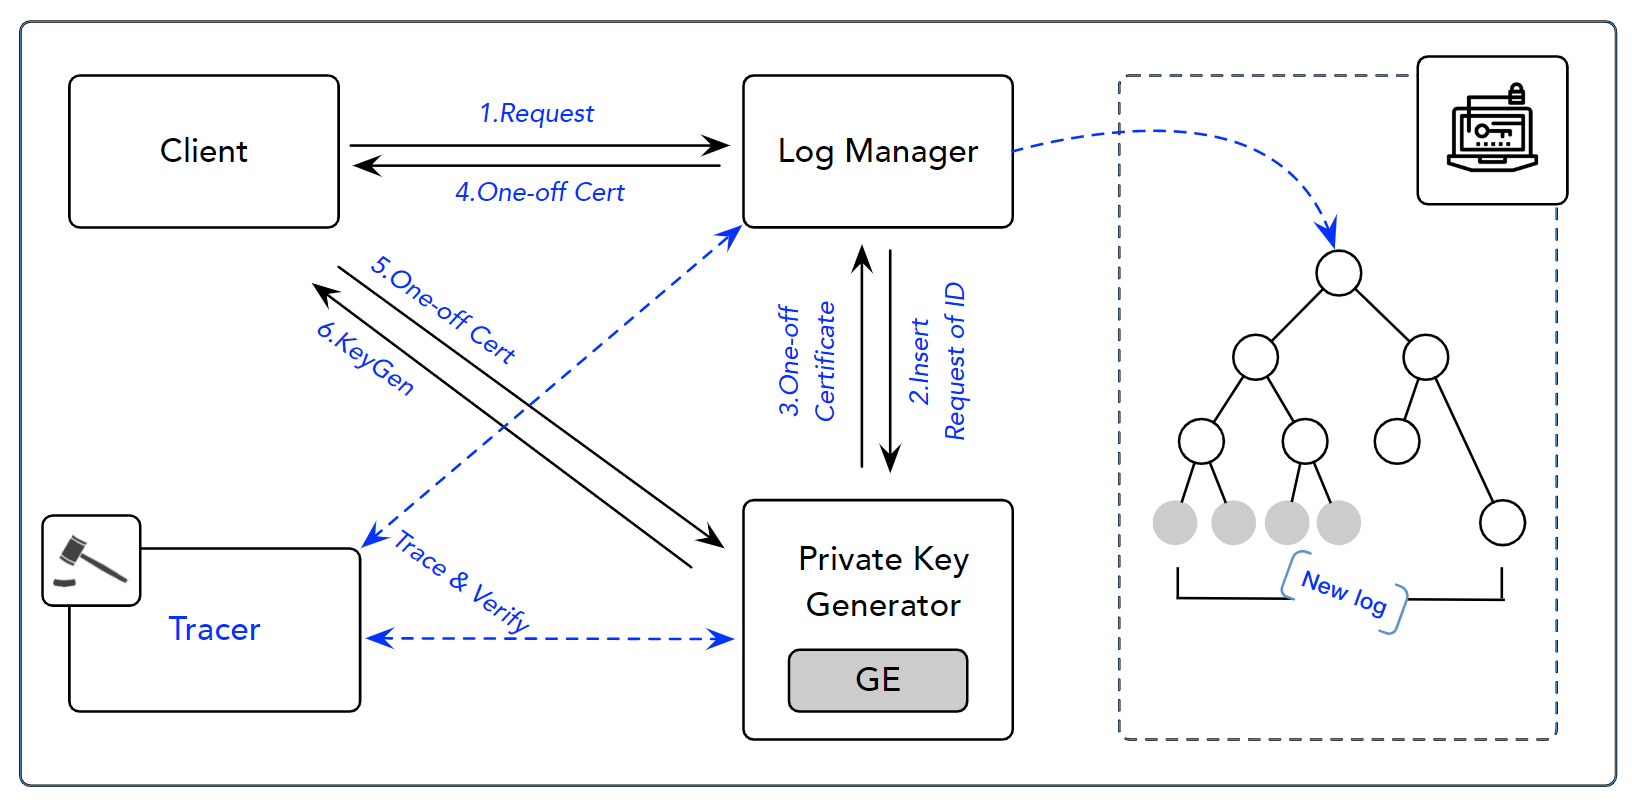 Client
1.Request
4.One-off Cert
Log Manager
5.One-off Cert
6.KeyGen
3.One-off
Certificate
2.Insert
Request of ID
Tracer
Trace & Verify
Private Key
Generator
GE
New log